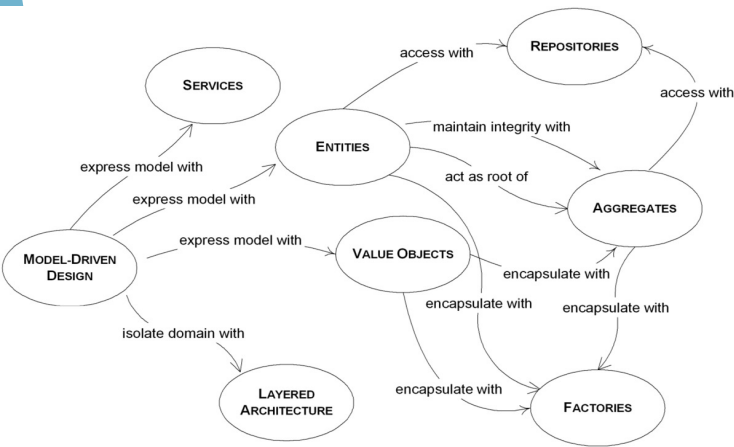 REPOSITORIES
access with
SERVICES
access with
maintain integrity with
ENTITIES
express model with
act as root of
express model with
AGGREGATES
express model with
VALUE OBJECTS
MODEL-DRIVEN
DESIGN
encapsulate with
encapsulate with
encapsulate with
isolate domain with
encapsulate with
LAYERED
ARCHITECTURE
FACTORIES